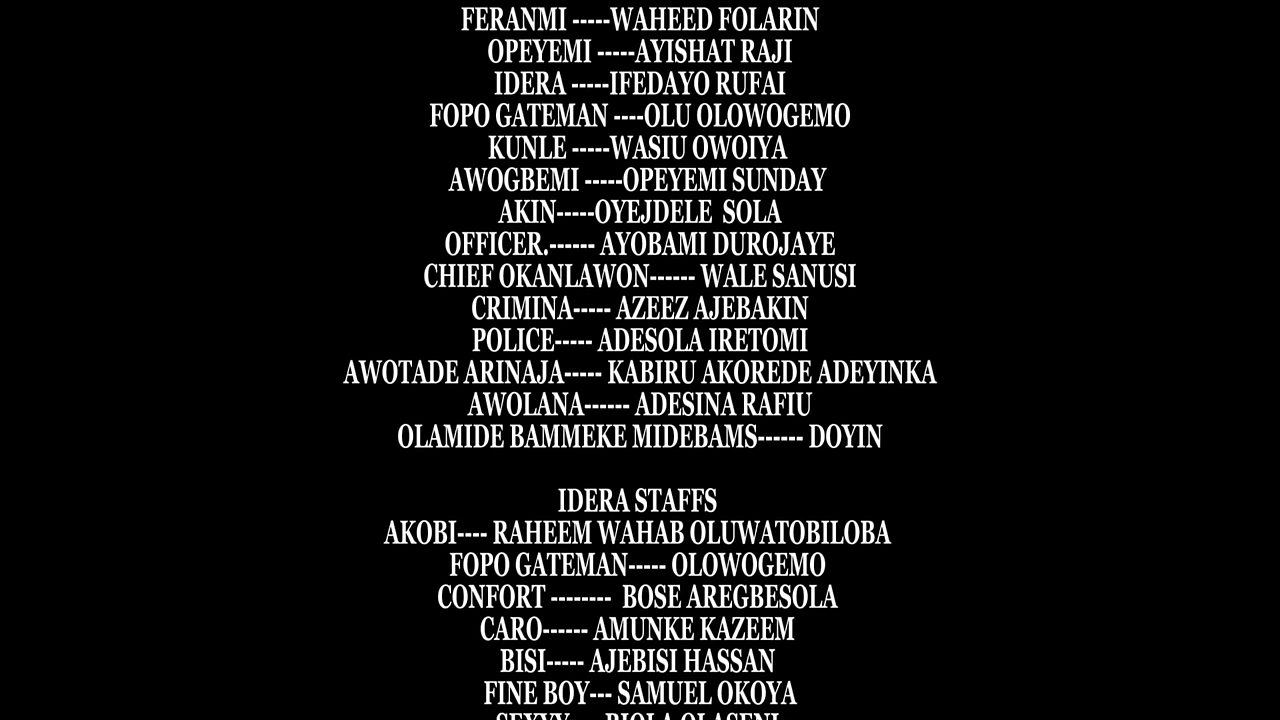 FERANMI -----WAHEED FOLARIN
OPEYEMI -----AYISHAT RAJI
IDERA -----IFEDAYO RUFAI
FOPO GATEMAN ----OLU OLOWOGEMO
KUNLE -----WASIU OWOIYA
AWOGBEMI -----OPEYEMI SUNDAY
AKIN-----OYEJDELE  SOLA
OFFICER.------ AYOBAMI DUROJAYE
CHIEF OKANLAWON------ WALE SANUSI
CRIMINA----- AZEEZ AJEBAKIN
POLICE----- ADESOLA IRETOMI
AWOTADE ARINAJA----- KABIRU AKOREDE ADEYINKA
AWOLANA------ ADESINA RAFIU
OLAMIDE BAMMEKE MIDEBAMS------ DOYIN
IDERA STAFFS
AKOBI---- RAHEEM WAHAB OLUWATOBILOBA
FOPO GATEMAN----- OLOWOGEMO
CONFORT --------  BOSE AREGBESOLA
CARO------ AMUNKE KAZEEM
BISI----- AJEBISI HASSAN
FINE BOY--- SAMUEL OKOYA